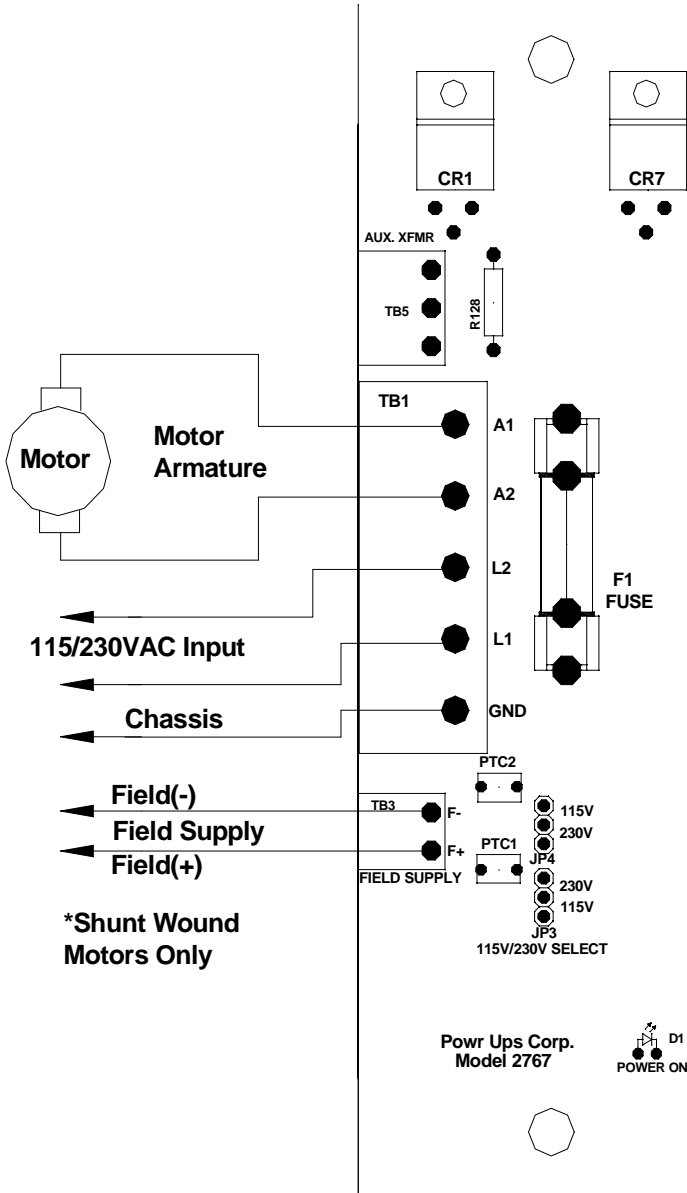 CR1
CR7
AUX. XFMR
TB5
R128
TB1
A1
Motor
Motor
Armature
A2
L2
F1
FUSE
115/230VAC Input
L1
Chassis
GND
PTC2
Field(-)
TB3
F-
115V
Field Supply
230V
F+
PTC1
JP4
Field(+)
FIELD SUPPLY
230V
115V
*Shunt Wound
Motors Only
JP3
115V/230V SELECT
Powr Ups Corp.
Model 2767
D1
POWER ON